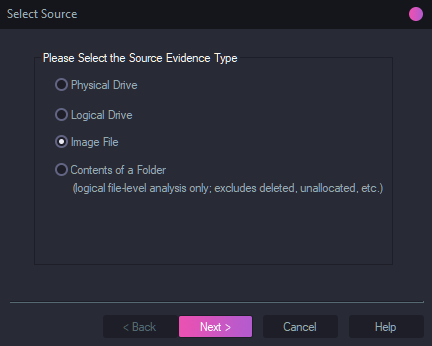 Select Source
Please Select the Source Evidence Type
Physical Drive
Logical Drive
Image File
Contents of a Folder
(logical file-level analysis only; excludes deleted, unallocated, etc.)
< Back Next > Cancel Help